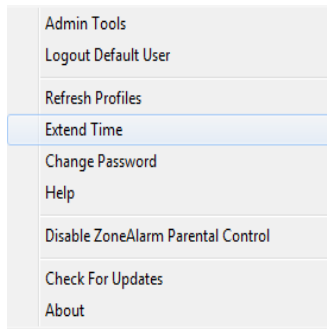 Admin Tools
Logout Default User
Refresh Profiles
Extend Time
Change Password
Help
Disable ZoneAlarm Parental Control
Check For Updates
About